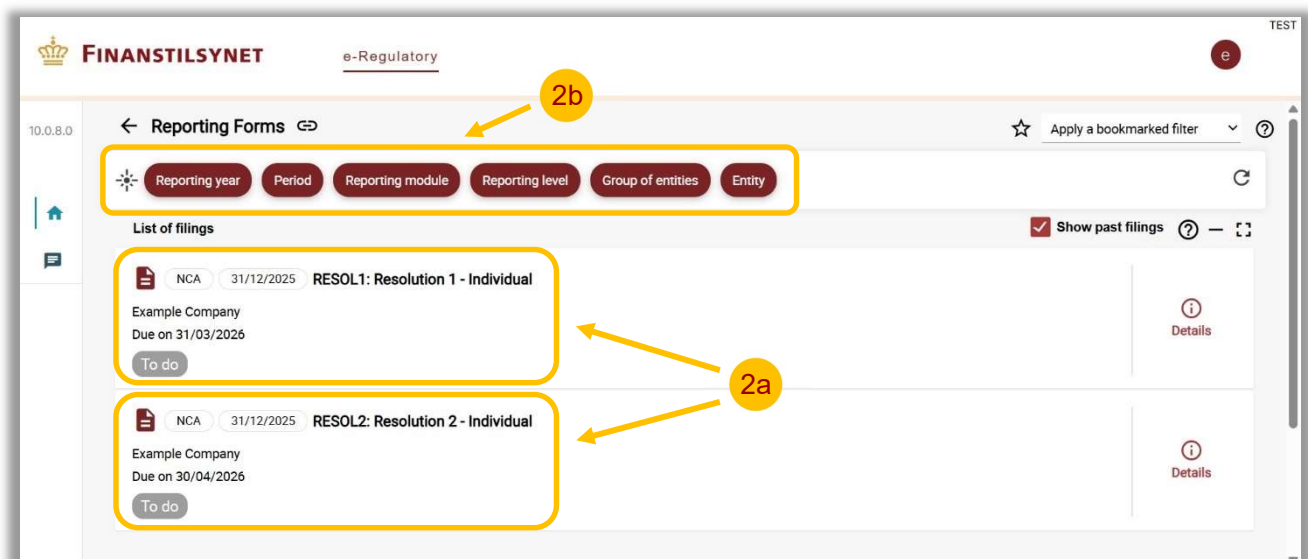 TEST
FINANSTILSYNET
e-Regulatory
e
2b
10.0.8.0
Reporting Forms
Apply a bookmarked filter
Reporting year Period Reporting module Reporting level Group of entities Entity
List of filings
Show past filings
NCA 31/12/2025 RESOL1: Resolution 1 - Individual
Example Company
Due on 31/03/2026
To do
Details
2a
NCA 31/12/2025 RESOL2: Resolution 2 - Individual
Example Company
Due on 30/04/2026
To do
Details